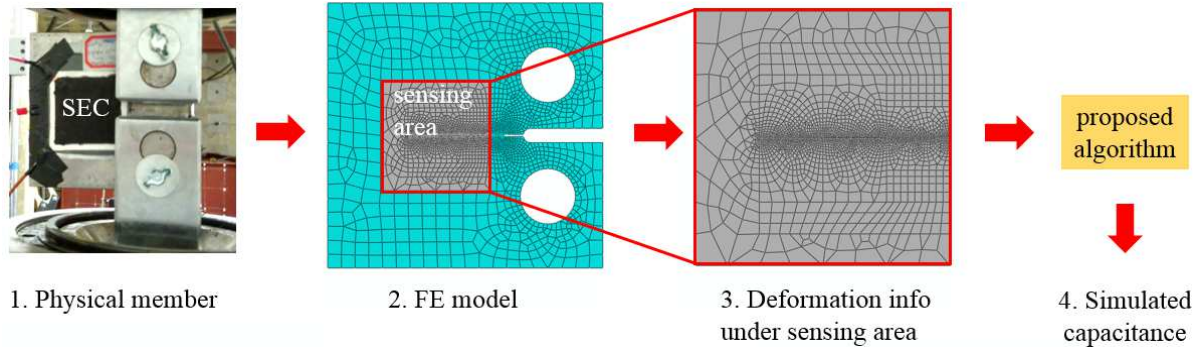 SEC
sensing
area
proposed
algorithm
1. Physical member
2. FE model
3. Deformation info
under sensing area
4. Simulated
capacitance